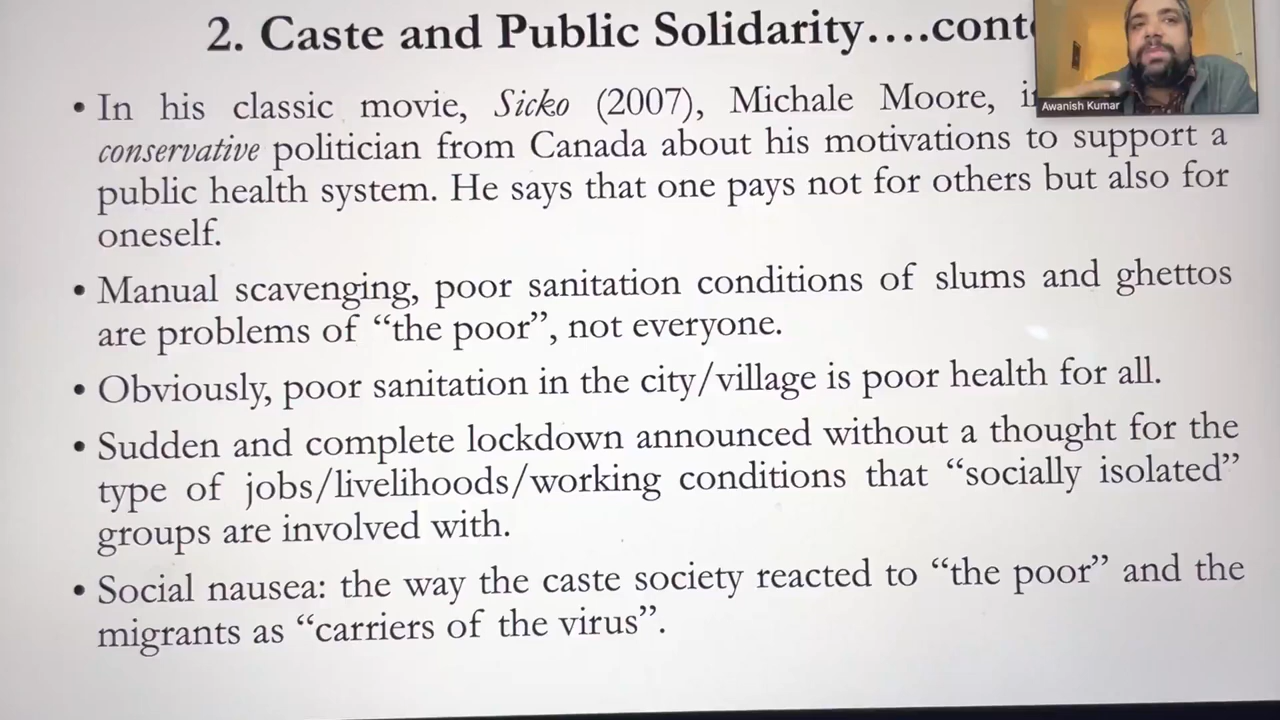 2. Caste and Public Solidarity….cont
Awanish Kumar
• In his classic movie, Sicko (2007), Michale Moore,
conservative politician from Canada about his motivations to support a
public health system. He says that one pays not for others but also for
oneself.
• Manual scavenging, poor sanitation conditions of slums and ghettos
are problems of “the poor”, not everyone.
• Obviously, poor sanitation in the city/village is poor health for all.
• Sudden and complete lockdown announced without a thought for the
type of jobs/livelihoods/working conditions that “socially isolated”
groups are involved with.
• Social nausea: the way the caste society reacted to “the poor” and the
migrants as “carriers of the virus”.